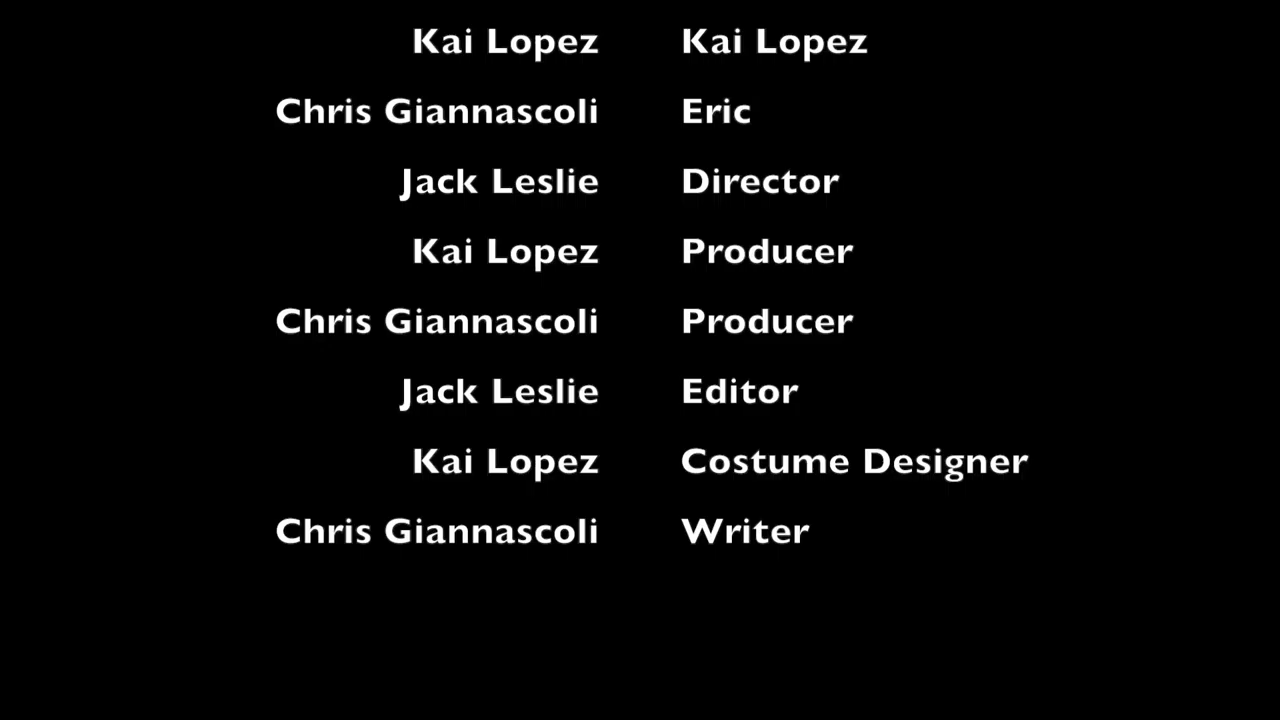 Kai Lopez Kai Lopez
Chris Giannascoli Eric
Jack Leslie Director
Kai Lopez Producer
Chris Giannascoli Producer
Jack Leslie Editor
Kai Lopez Costume Designer
Chris Giannascoli Writer